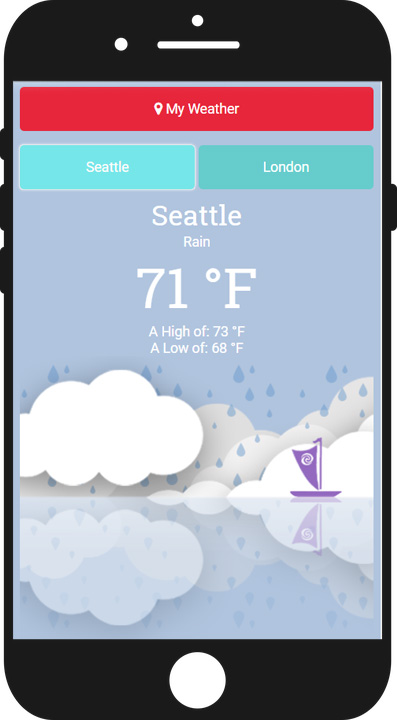 My Weather
Seattle
London
Seattle
Rain
71 °F
A High of: 73 °F
A Low of: 68 °F